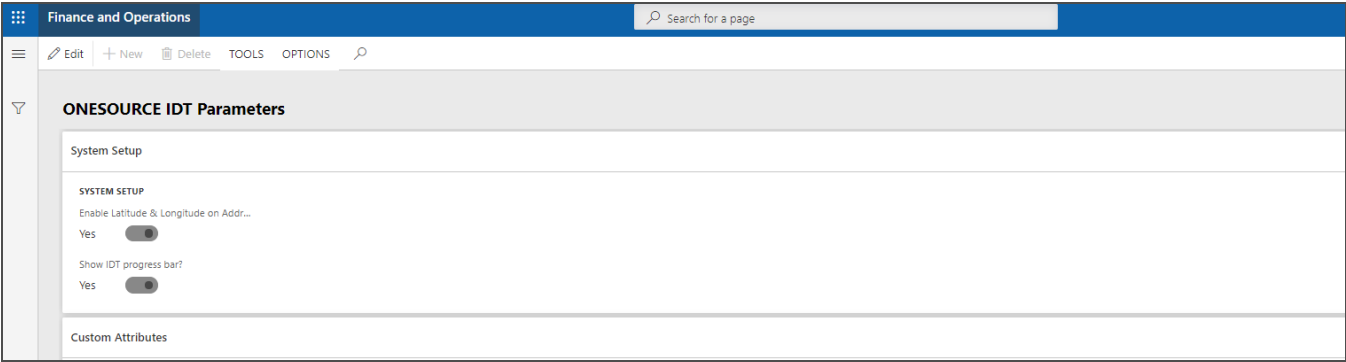 Finance and Operations
Search for a page
Edit New Delete TOOLS OPTIONS
ONESOURCE IDT Parameters
System Setup
SYSTEM SETUP
Enable Latitude & Longitude on Addr...
Yes
Show IDT progress bar?
Yes
Custom Attributes